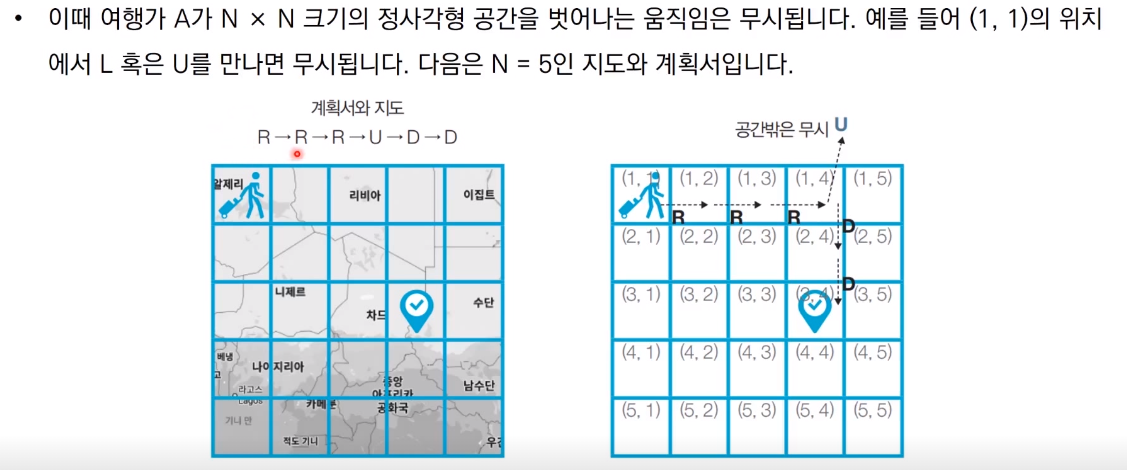 • 이때 여행가 A가 N × N 크기의 정사각형 공간을 벗어나는 움직임은 무시됩니다. 예를 들어 (1, 1)의 위치
에서 L 혹은 U를 만나면 무시됩니다. 다음은 N = 5인 지도와 계획서입니다.
계획서와 지도
R→R→R→U→D→D
알제리
리비아
이집트
니제르
차드
수단
베냉
고
나이지리아
라고스
Lagos
중앙
아프리카
공화국
남수단
카메룬
기니 만
적도 기니
우간
공간밖은 무시 U
(1, 1) (1, 2) (1, 3) (1, 4) (1, 5)
R R R D
(2, 1) (2, 2) (2, 3) (2, 4) (2, 5)
D
(3, 1) (3, 2) (3, 3) (3, 4) (3, 5)
(4, 1) (4, 2) (4, 3) (4, 4) (4, 5)
(5, 1) (5, 2) (5, 3) (5, 4) (5, 5)